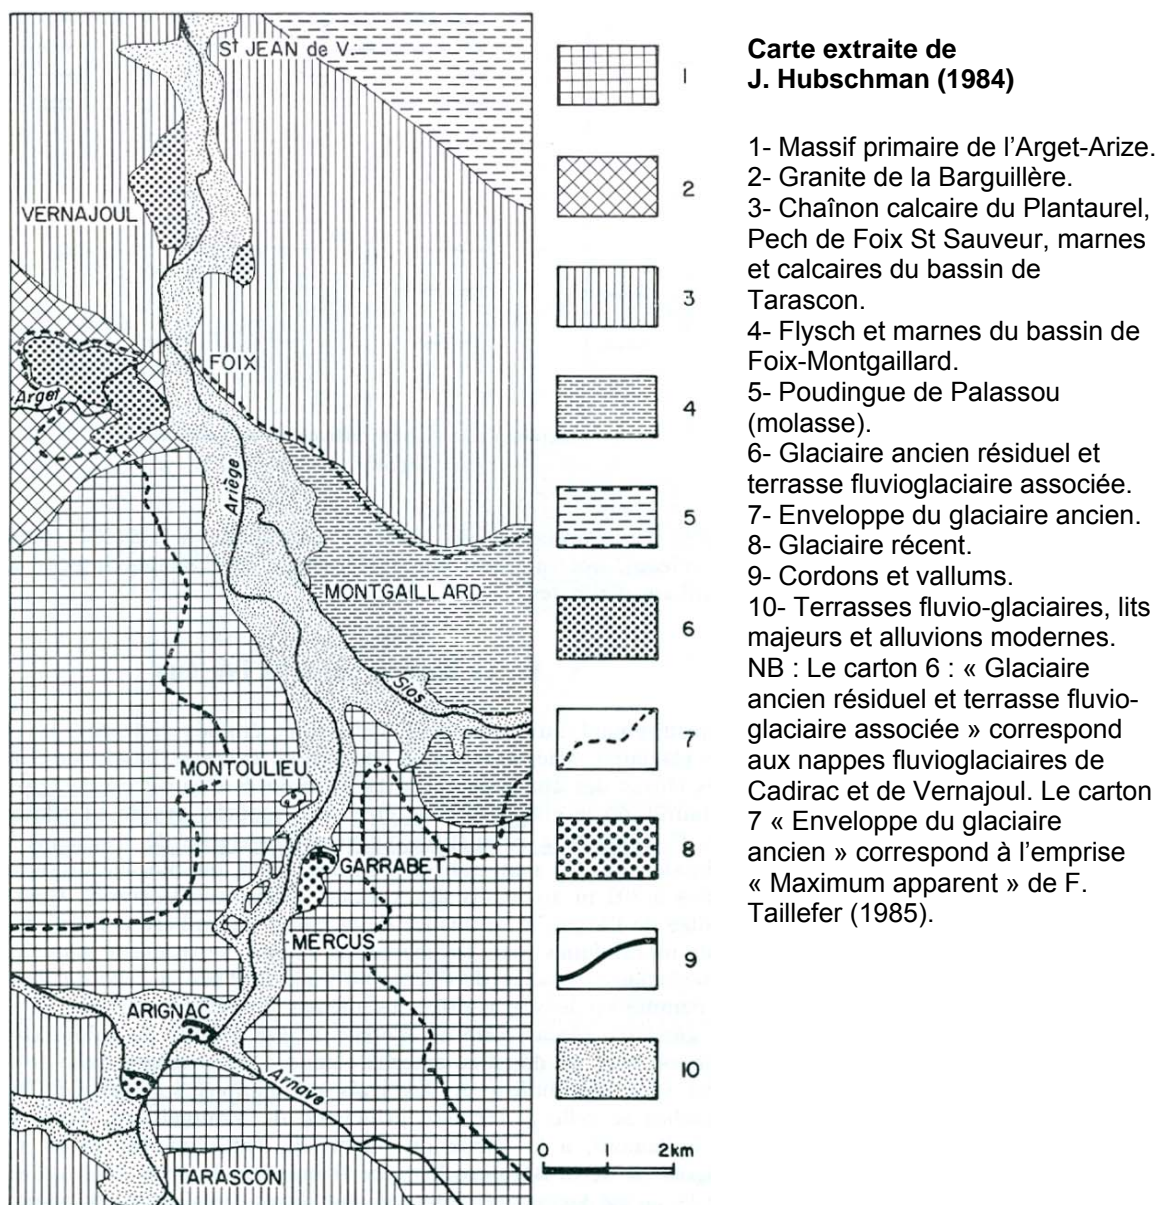 St JEAN de V.
VERNAJOUL
FOIX
Arget
Ariège
MONTGAILLARD
Sios
MONTOULIEU
GARRABET
MERCUS
ARIGNAC
Arnave
TARASCON
1
2
3
4
5
6
7
8
9
10
0 1 2km
Carte extraite de
J. Hubschman (1984)
1- Massif primaire de l’Arget-Arize.
2- Granite de la Barguillère.
3- Chaînon calcaire du Plantaurel,
Pech de Foix St Sauveur, marnes
et calcaires du bassin de
Tarascon.
4- Flysch et marnes du bassin de
Foix-Montgaillard.
5- Poudingue de Palassou
(molasse).
6- Glaciaire ancien résiduel et
terrasse fluvioglaciaire associée.
7- Enveloppe du glaciaire ancien.
8- Glaciaire récent.
9- Cordons et vallums.
10- Terrasses fluvio-glaciaires, lits
majeurs et alluvions modernes.
NB : Le carton 6 : « Glaciaire
ancien résiduel et terrasse fluvio-
glaciaire associée » correspond
aux nappes fluvioglaciaires de
Cadirac et de Vernajoul. Le carton
7 « Enveloppe du glaciaire
ancien » correspond à l’emprise
« Maximum apparent » de F.
Taillefer (1985).